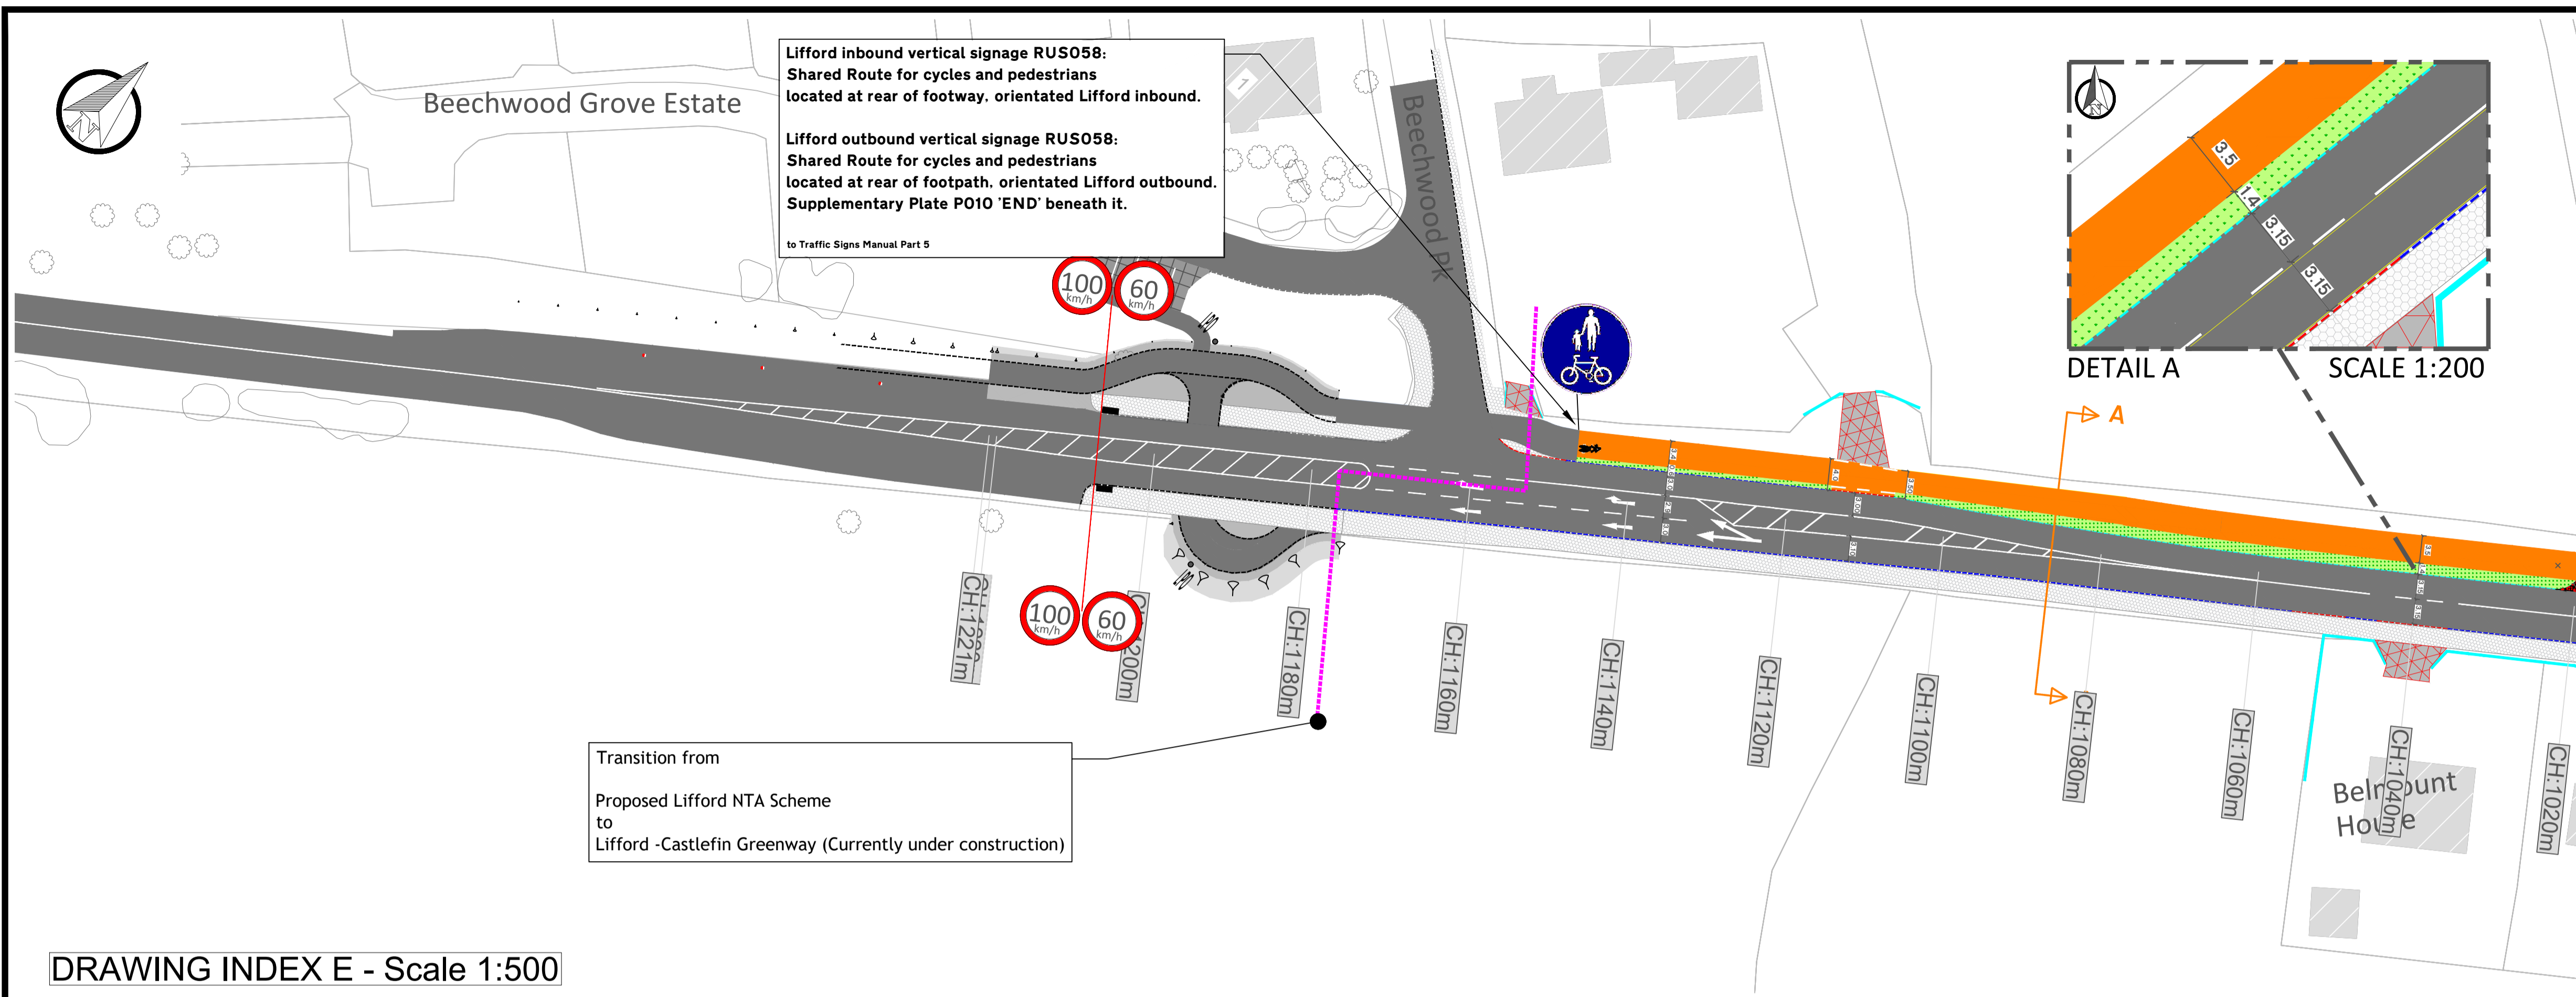 Lifford inbound vertical signage RUS058:
Shared Route for cycles and pedestrians
located at rear of footway, orientated Lifford inbound.
Lifford outbound vertical signage RUS058:
Shared Route for cycles and pedestrians
located at rear of footpath, orientated Lifford outbound.
Supplementary Plate P010 'END' beneath it.
to Traffic Signs Manual Part 5
Beechwood Grove Estate
N
1
Beechwood Pk
N
3.5
1.4
3.15
3.15
DETAIL A
SCALE 1:200
A
100
km/h
60
km/h
100
km/h
60
km/h
CH:1221m
CH:1180m
CH:1160m
CH:1140m
CH:1120m
CH:1100m
CH:1080m
CH:1060m
CH:1040m
CH:1020m
Belmount
House
Transition from
Proposed Lifford NTA Scheme
to
Lifford -Castlefin Greenway (Currently under construction)
DRAWING INDEX E - Scale 1:500